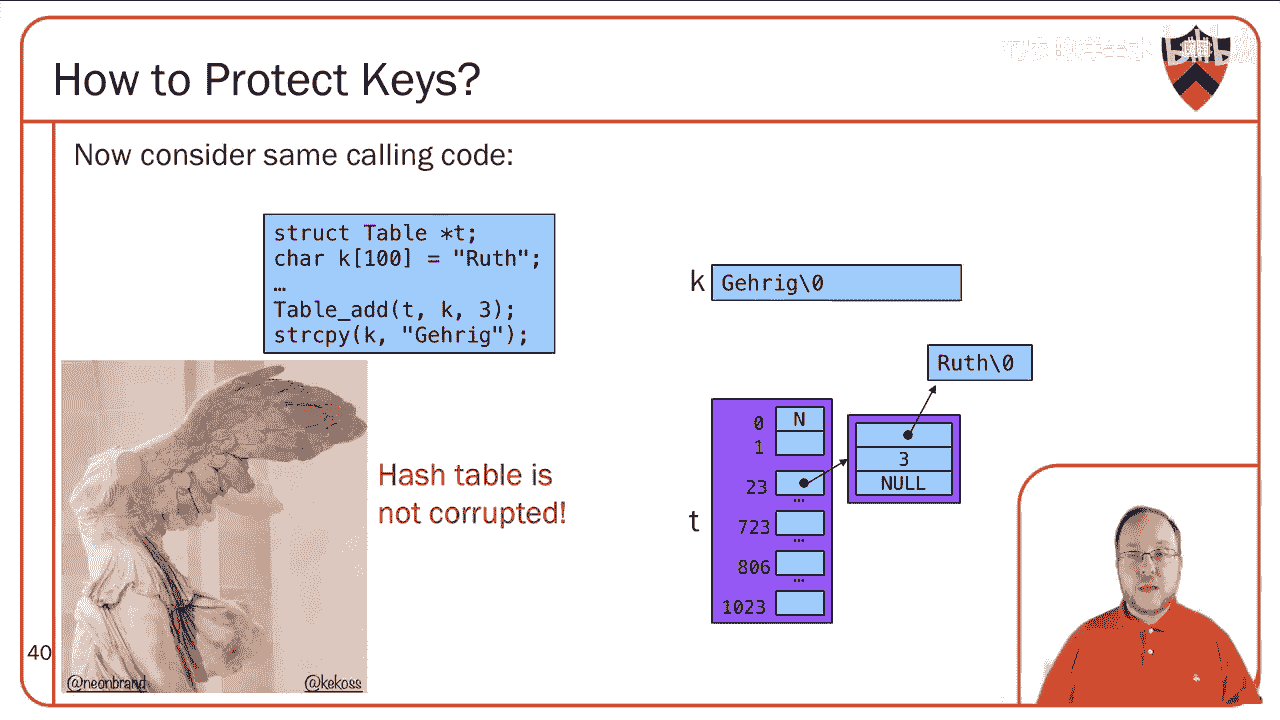 How to Protect Keys?
Now consider same calling code:
struct Table *t;
char k[100] = "Ruth";
…
Table_add(t, k, 3);
strcpy(k, "Gehrig");
k
Gehrig\0
Ruth\0
0
N
1
3
23
…
NULL
Hash table is
not corrupted!
t
723
…
806
…
1023
40
@neonbrand
@kekoss